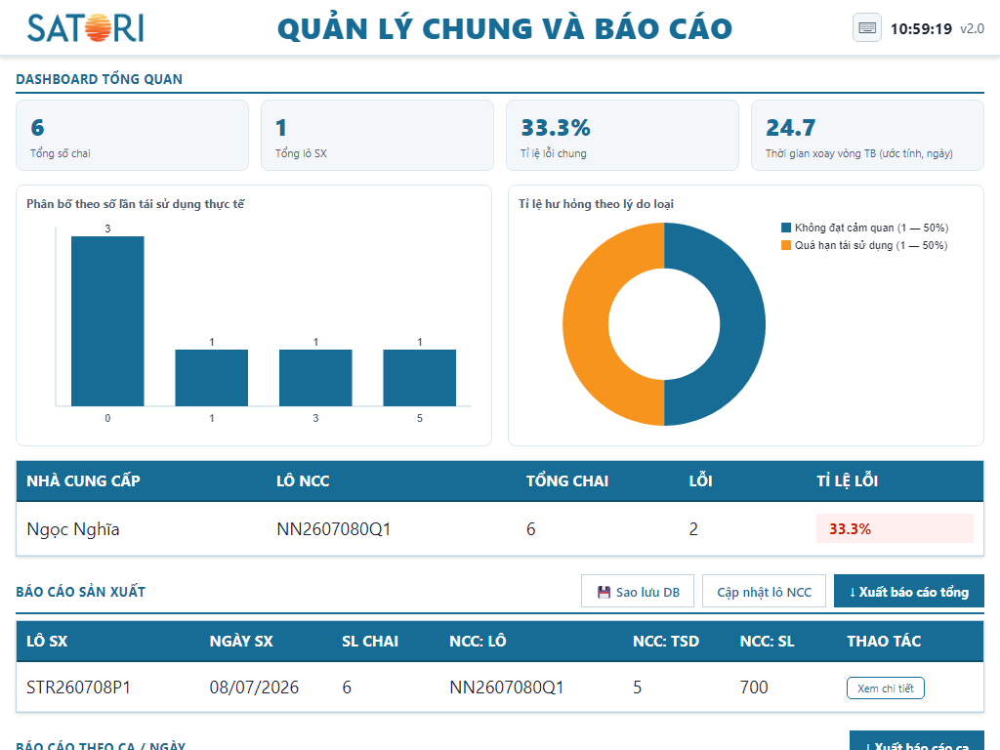 SATORI
QUẢN LÝ CHUNG VÀ BÁO CÁO
10:59:19 v2.0
DASHBOARD TỔNG QUAN
6
Tổng số chai
1
Tổng lô SX
33.3%
Tỉ lệ lỗi chung
24.7
Thời gian xoay vòng TB (ước tính, ngày)
Phân bố theo số lần tái sử dụng thực tế
3
1
1
1
0 1 3 5
Tỉ lệ hư hỏng theo lý do loại
Không đạt cảm quan (1 — 50%)
Quá hạn tái sử dụng (1 — 50%)
NHÀ CUNG CẤP LÔ NCC TỔNG CHAI LỖI TỈ LỆ LỖI
Ngọc Nghĩa NN2607080Q1 6 2 33.3%
BÁO CÁO SẢN XUẤT
💾 Sao lưu DB
Cập nhật lô NCC
↓ Xuất báo cáo tổng
LÔ SX NGÀY SX SL CHAI NCC: LÔ NCC: TSD NCC: SL THAO TÁC
STR260708P1 08/07/2026 6 NN2607080Q1 5 700 Xem chi tiết
BÁO CÁO THEO CA / NGÀY
↓ Xuất báo cáo ca